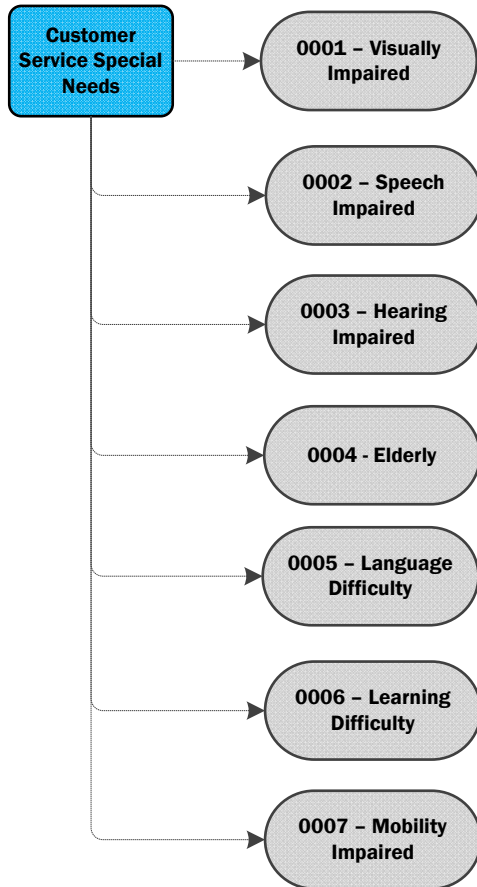 Customer
Service Special
Needs
0001 – Visually
Impaired
0002 – Speech
Impaired
0003 – Hearing
Impaired
0004 - Elderly
0005 – Language
Difficulty
0006 – Learning
Difficulty
0007 – Mobility
Impaired